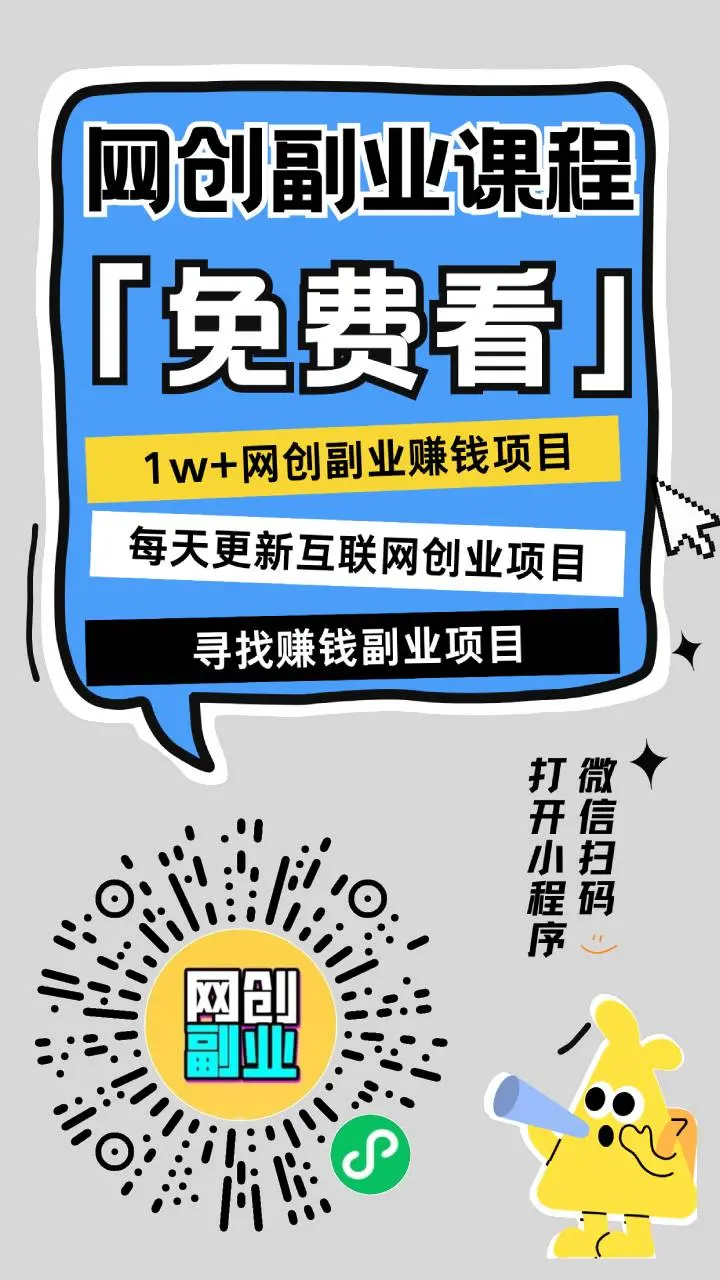 网创副业课程
「免费看」
1w+网创副业赚钱项目
每天更新互联网创业项目
寻找赚钱副业项目
微信扫码
打开小程序
网创
副业